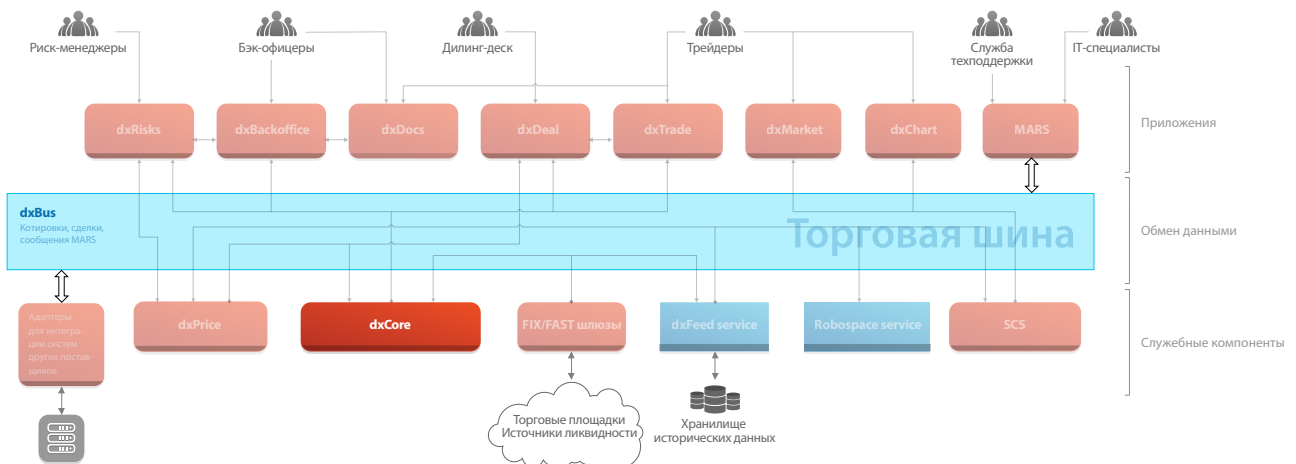 Риск-менеджеры
Бэк-офицеры
Дилинг-деск
Трейдеры
Служба
техподдержки
IT-специалисты
dxRisks
dxBackoffice
dxDocs
dxDeal
dxTrade
dxMarket
dxChart
MARS
Приложения
dxBus
Котировки, сделки,
сообщения MARS
Торговая шина
Обмен данными
Адаптеры
для интегра-
ции систем
других постав-
щиков
dxPrice
dxCore
FIX/FAST шлюзы
dxFeed service
Robospace service
SCS
Служебные компоненты
Торговые площадки
Источники ликвидности
Хранилище
исторических данных